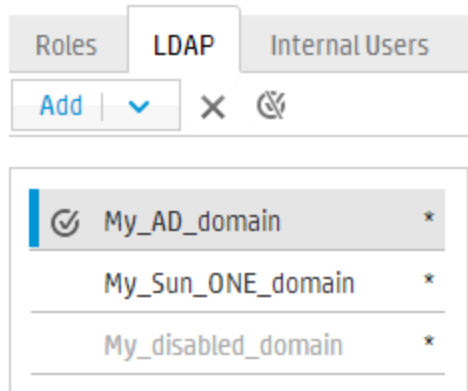 Roles LDAP Internal Users
Add
My_AD_domain *
My_Sun_ONE_domain *
My_disabled_domain *